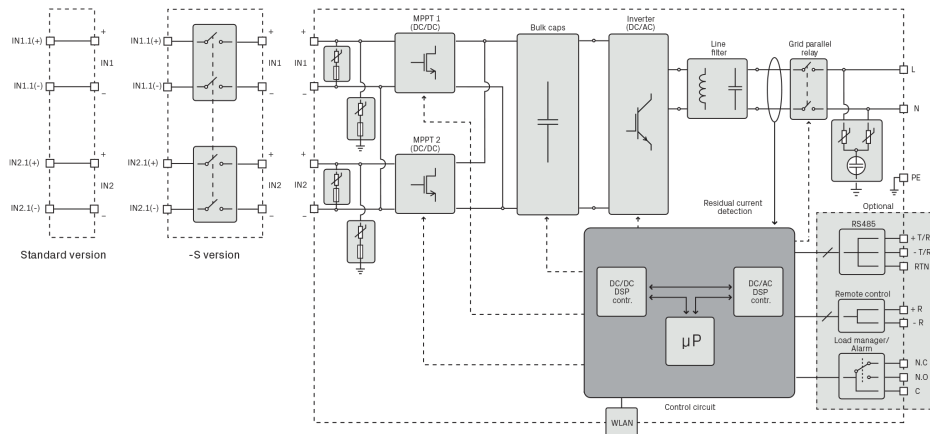 IN1.1(+)
+
IN1
IN1.1(-)
−
IN2.1(+)
+
IN2
IN2.1(-)
−
Standard version
IN1.1(+)
+
IN1
IN1.1(-)
−
IN2.1(+)
+
IN2
IN2.1(-)
−
-S version
+
IN1
−
+
IN2
−
MPPT 1
(DC/DC)
MPPT 2
(DC/DC)
Bulk caps
Inverter
(DC/AC)
Line
filter
Grid parallel
relay
L
N
PE
Residual current
detection
DC/DC
DSP
contr.
DC/AC
DSP
contr.
µP
Control circuit
WLAN
Optional
RS485
+ T/R
- T/R
RTN
Remote control
+ R
- R
Load manager/
Alarm
N.C
N.O
C